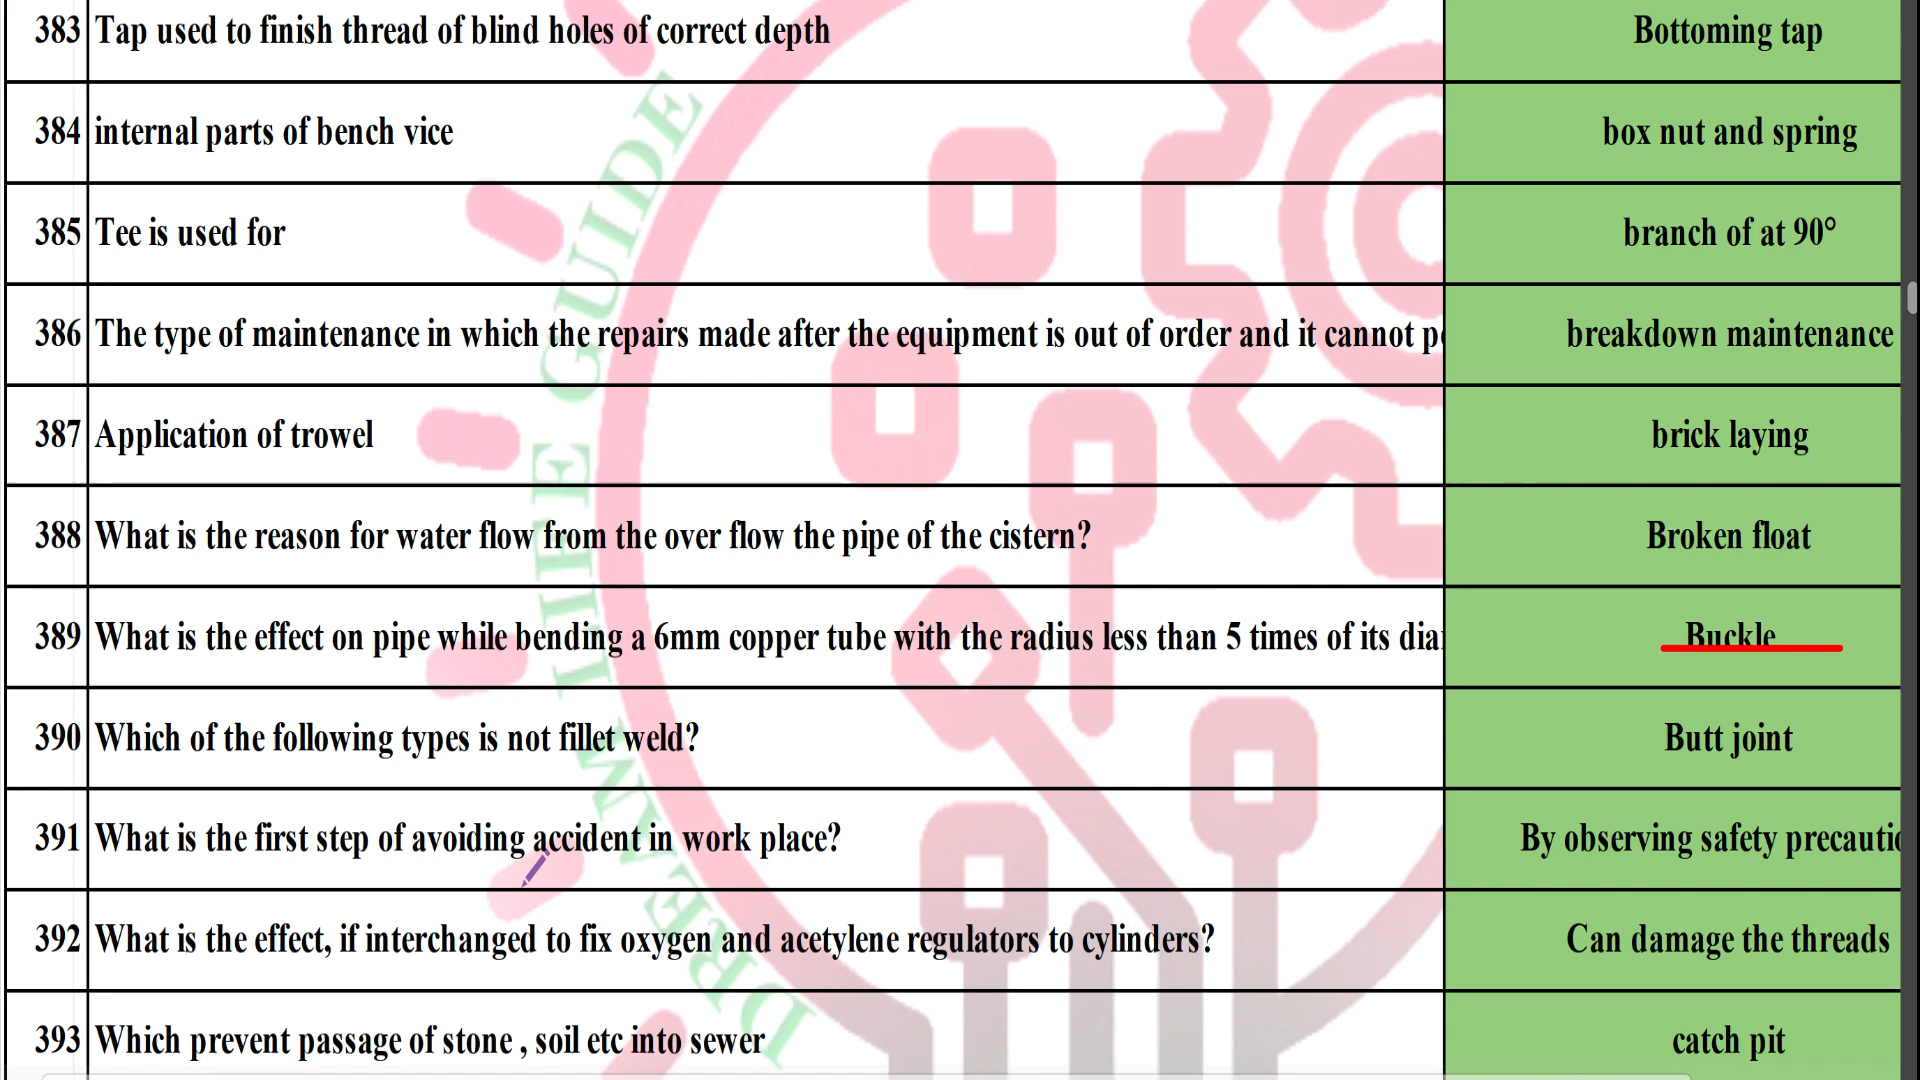 383 Tap used to finish thread of blind holes of correct depth Bottoming tap
384 internal parts of bench vice box nut and spring
385 Tee is used for branch of at 90°
386 The type of maintenance in which the repairs made after the equipment is out of order and it cannot breakdown maintenance
387 Application of trowel brick laying
388 What is the reason for water flow from the over flow the pipe of the cistern? Broken float
389 What is the effect on pipe while bending a 6mm copper tube with the radius less than 5 times of its Buckle
390 Which of the following types is not fillet weld? Butt joint
391 What is the first step of avoiding accident in work place? By observing safety
392 What is the effect, if interchanged to fix oxygen and acetylene regulators to cylinders? Can damage the threads
393 Which prevent passage of stone , soil etc into sewer catch pit
DREAM LIFE GUIDE